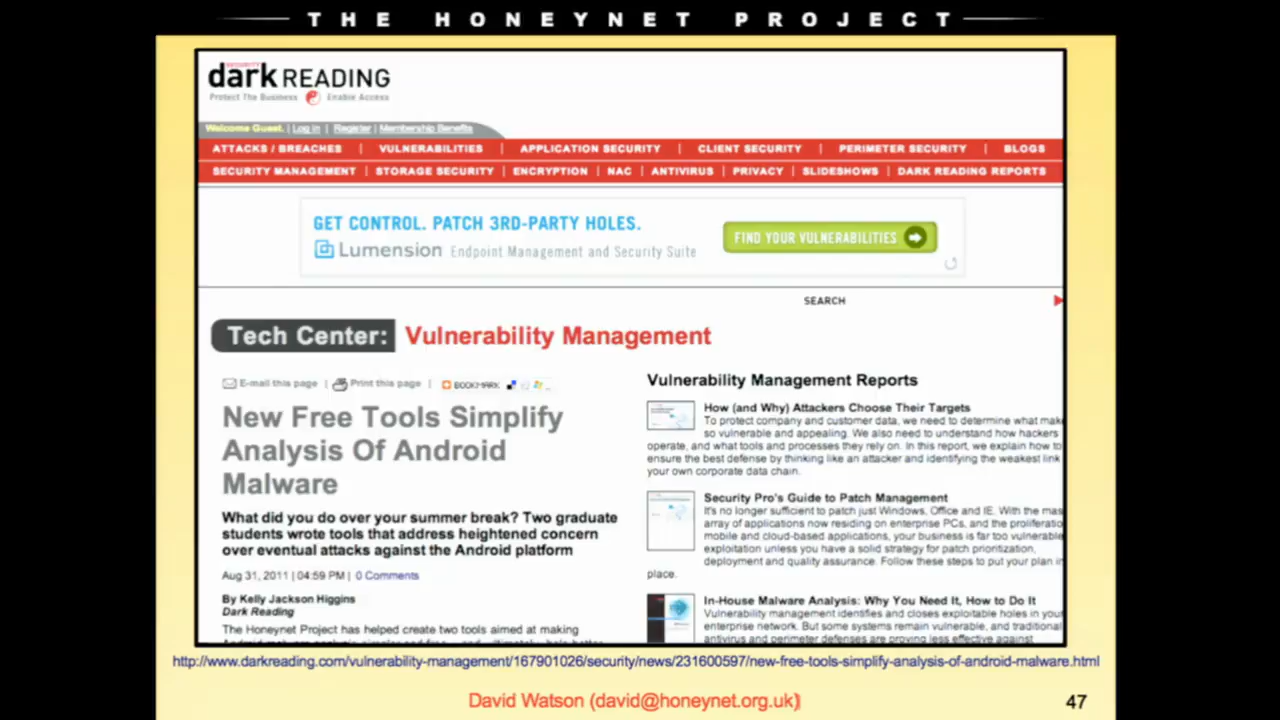 THE HONEYNET PROJECT
SECURITY
dark READING
Protect The Business Enable Access
Welcome Guest. | Log In | Register | Membership Benefits
ATTACKS / BREACHES | VULNERABILITIES | APPLICATION SECURITY | CLIENT SECURITY | PERIMETER SECURITY | BLOGS
SECURITY MANAGEMENT | STORAGE SECURITY | ENCRYPTION | NAC | ANTIVIRUS | PRIVACY | SLIDESHOWS | DARK READING REPORTS
GET CONTROL. PATCH 3RD-PARTY HOLES.
Lumension Endpoint Management and Security Suite
FIND YOUR VULNERABILITIES
SEARCH
Tech Center: Vulnerability Management
E-mail this page | Print this page | BOOKMARK
New Free Tools Simplify
Analysis Of Android
Malware
What did you do over your summer break? Two graduate
students wrote tools that address heightened concern
over eventual attacks against the Android platform
Aug 31, 2011 | 04:59 PM | 0 Comments
By Kelly Jackson Higgins
Dark Reading
The Honeynet Project has helped create two tools aimed at making
Vulnerability Management Reports
How (and Why) Attackers Choose Their Targets
To protect company and customer data, we need to determine what make
so vulnerable and appealing. We also need to understand how hackers
operate, and what tools and processes they rely on. In this report, we explain how to
ensure the best defense by thinking like an attacker and identifying the weakest link
your own corporate data chain.
Security Pro's Guide to Patch Management
It's no longer sufficient to patch just Windows, Office and IE. With the mas
array of applications now residing on enterprise PCs, and the proliferatio
mobile and cloud-based applications, your business is far too vulnerable
exploitation unless you have a solid strategy for patch prioritization,
deployment and quality assurance. Follow these steps to put your plan in
place.
In-House Malware Analysis: Why You Need It, How to Do It
Vulnerability management identifies and closes exploitable holes in your
enterprise network. But some systems remain vulnerable, and traditional
antivirus and perimeter defenses are proving less effective against
http://www.darkreading.com/vulnerability-management/167901026/security/news/231600597/new-free-tools-simplify-analysis-of-android-malware.html
David Watson (david@honeynet.org.uk)
47